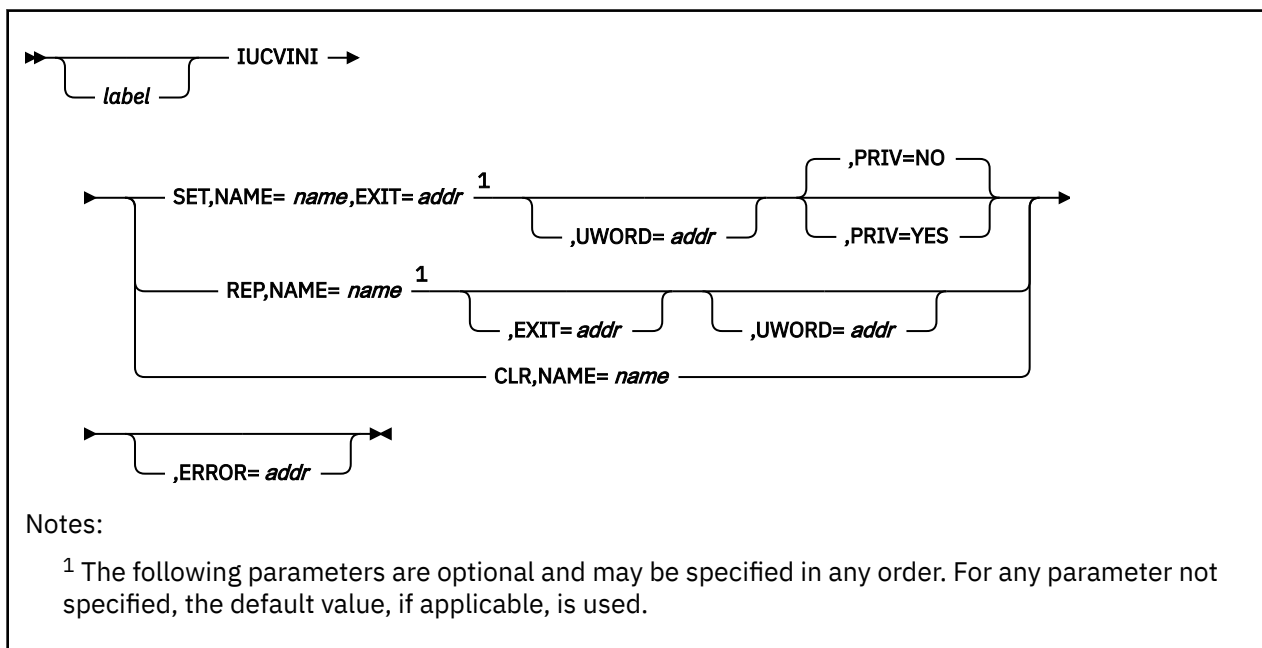 IUCVINI
label
,PRIV=NO
SET,NAME= name,EXIT= addr 1
,UWORD= addr
,PRIV=YES
REP,NAME= name 1
,EXIT= addr
,UWORD= addr
CLR,NAME= name
,ERROR= addr
Notes:
1 The following parameters are optional and may be specified in any order. For any parameter not
specified, the default value, if applicable, is used.